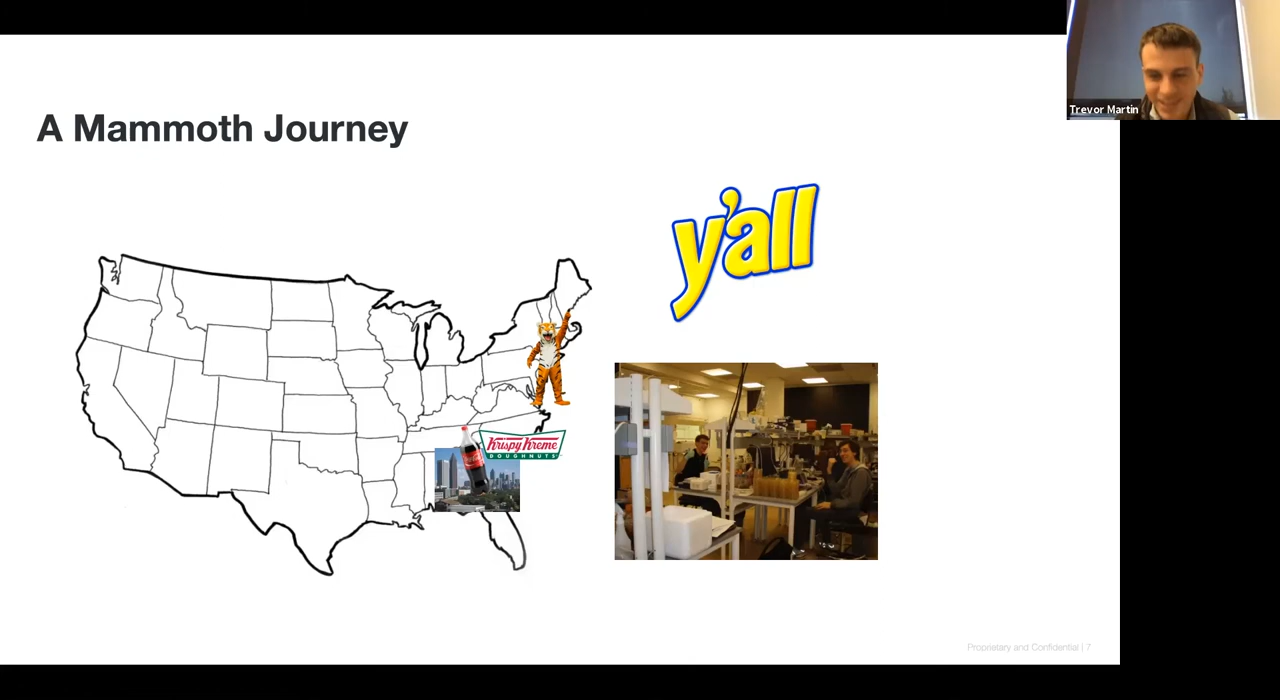 Trevor Martin
A Mammoth Journey
y'all
Krispy Kreme
DOUGHNUTS
Proprietary and Confidential | 7